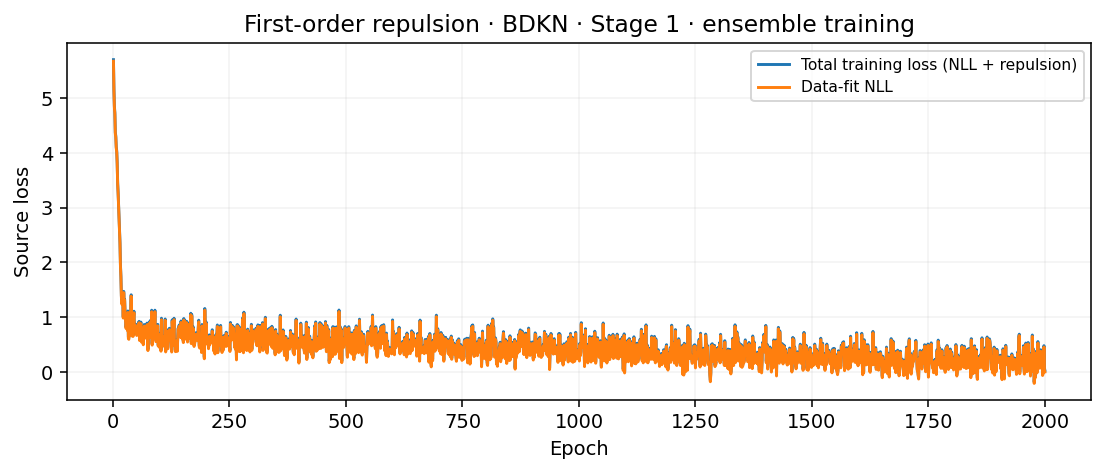 First-order repulsion · BDKN · Stage 1 · ensemble training
Total training loss (NLL + repulsion)
Data-fit NLL
Source loss
5
4
3
2
1
0
0 250 500 750 1000 1250 1500 1750 2000
Epoch